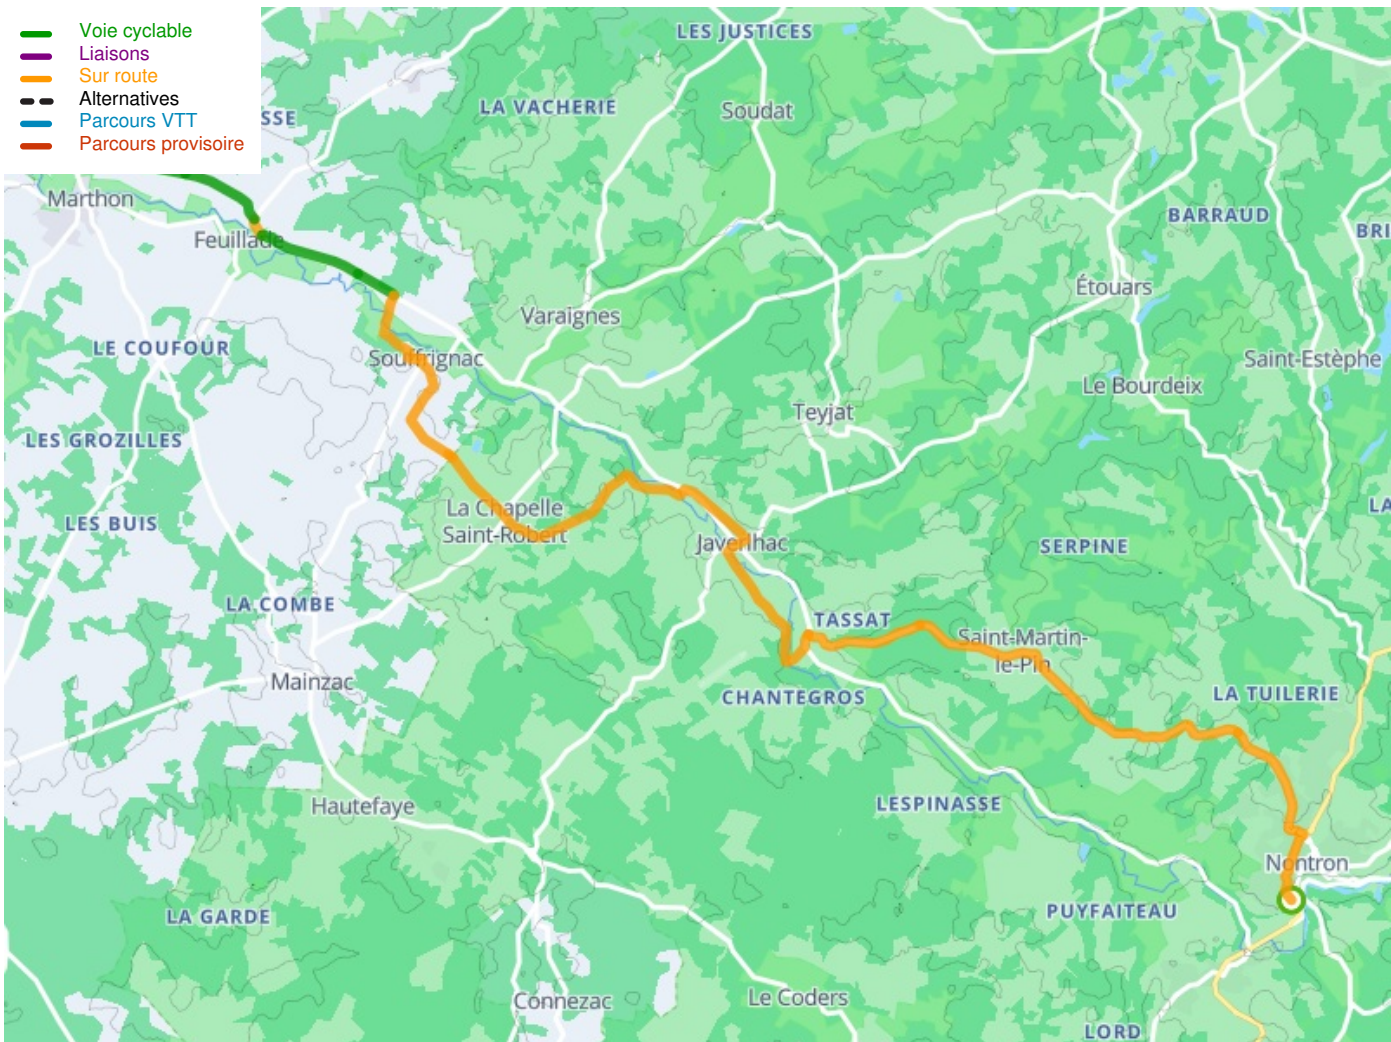 Voie cyclable
Liaisons
Sur route
Alternatives
Parcours VTT
Parcours provisoire
LES JUSTICES
LA VACHERIE
Soudat
SSE
Marthon
BARRAUD
BRI
Feuillade
Étouars
Varaignes
LE COUFOUR
Souffrignac
Saint-Estèphe
Le Bourdeix
Teyjat
LES GROZILLES
La Chapelle
Saint-Robert
LA
LES BUIS
Javerlhac
SERPINE
LA COMBE
TASSAT
Saint-Martin-
le-Pin
Mainzac
CHANTEGROS
LA TUILERIE
Hautefaye
LESPINASSE
Nontron
LA GARDE
PUYFAITEAU
Connezac
Le Coders
LORD